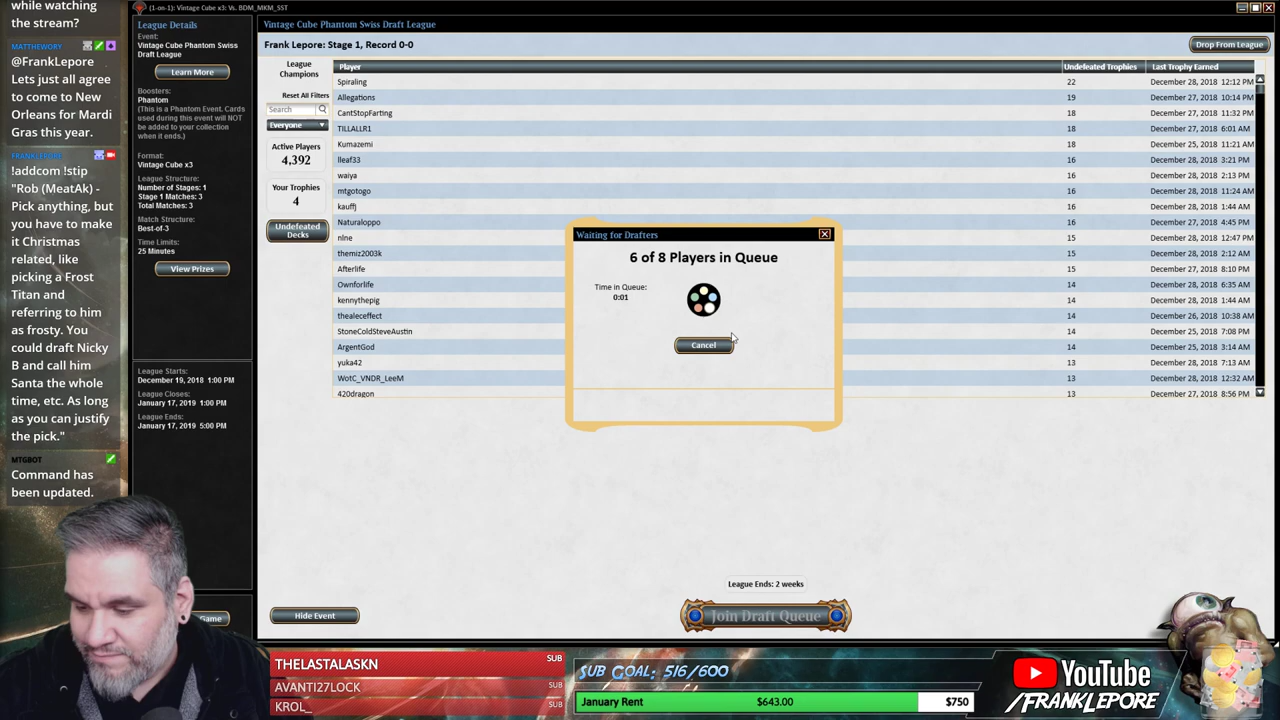 while watching
the stream?
MATTHEWORY
@FrankLepore
Lets just all agree
to come to New
Orleans for Mardi
Gras this year.
!addcom !stip
"Rob (MeatAk) -
Pick anything, but
you have to make
it Christmas
related, like
picking a Frost
Titan and
referring to him
as frosty. You
could draft Nicky
B and call him
Santa the whole
time, etc. As long
as you can justify
the pick."
MTGBOT
Command has
been updated.
(1-on-1): Vintage Cube x3: Vs. BDM_MKM_SST
League Details
Event:
Vintage Cube Phantom Swiss
Draft League
Learn More
Boosters:
Phantom
(This is a Phantom Event. Cards
used during this event will NOT
be added to your collection
when it ends.)
Format:
Vintage Cube x3
League Structure:
Number of Stages: 1
Stage 1 Matches: 3
Total Matches: 3
Match Structure:
Best-of-3
Time Limits:
25 Minutes
View Prizes
League Starts:
December 19, 2018 1:00 PM
League Closes:
January 17, 2019 1:00 PM
League Ends:
January 17, 2019 5:00 PM
Game
Vintage Cube Phantom Swiss Draft League
Frank Lepore: Stage 1, Record 0-0
Drop From League
League
Champions
Reset All Filters
Search
Everyone
Active Players
4,392
Your Trophies
4
Undefeated
Decks
Player Undefeated Trophies Last Trophy Earned
Spiraling 22 December 28, 2018 12:12 PM
Allegations 19 December 27, 2018 10:14 PM
CantStopFarting 18 December 27, 2018 11:32 PM
TILLALLR1 18 December 27, 2018 6:01 AM
Kumazemi 18 December 25, 2018 11:21 AM
lleaf33 16 December 28, 2018 3:21 PM
waiya 16 December 28, 2018 2:13 PM
mtgotogo 16 December 28, 2018 11:24 AM
kauffj 16 December 28, 2018 1:44 AM
Naturaloppo 16 December 27, 2018 4:45 PM
nlne 15 December 28, 2018 12:47 PM
themiz2003k 15 December 28, 2018 2:12 AM
Afterlife 15 December 27, 2018 8:10 PM
Ownforlife 14 December 28, 2018 6:35 AM
kennythepig 14 December 28, 2018 1:44 AM
thealeceffect 14 December 26, 2018 10:38 AM
StoneColdSteveAustin 14 December 25, 2018 7:08 PM
ArgentGod 14 December 25, 2018 3:14 AM
yuka42 13 December 28, 2018 7:13 AM
WotC_VNDR_LeeM 13 December 28, 2018 12:32 AM
420dragon 13 December 27, 2018 8:56 PM
Waiting for Drafters
6 of 8 Players in Queue
Time in Queue:
0:01
Cancel
League Ends: 2 weeks
Hide Event
Join Draft Queue
THELASTALASKN SUB
AVANTI27LOCK SUB
KROL_ SUB
SUB GOAL: 516/600
January Rent $643.00 $750
YouTube
/FRANKLEPORE